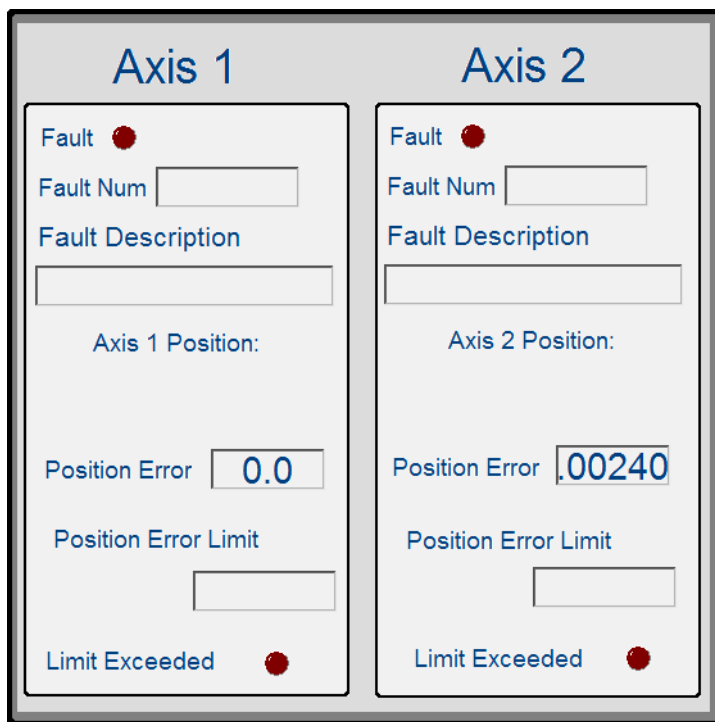 Axis 1
Fault
Fault Num
Fault Description
Axis 1 Position:
Position Error 0.0
Position Error Limit
Limit Exceeded
Axis 2
Fault
Fault Num
Fault Description
Axis 2 Position:
Position Error .00240
Position Error Limit
Limit Exceeded